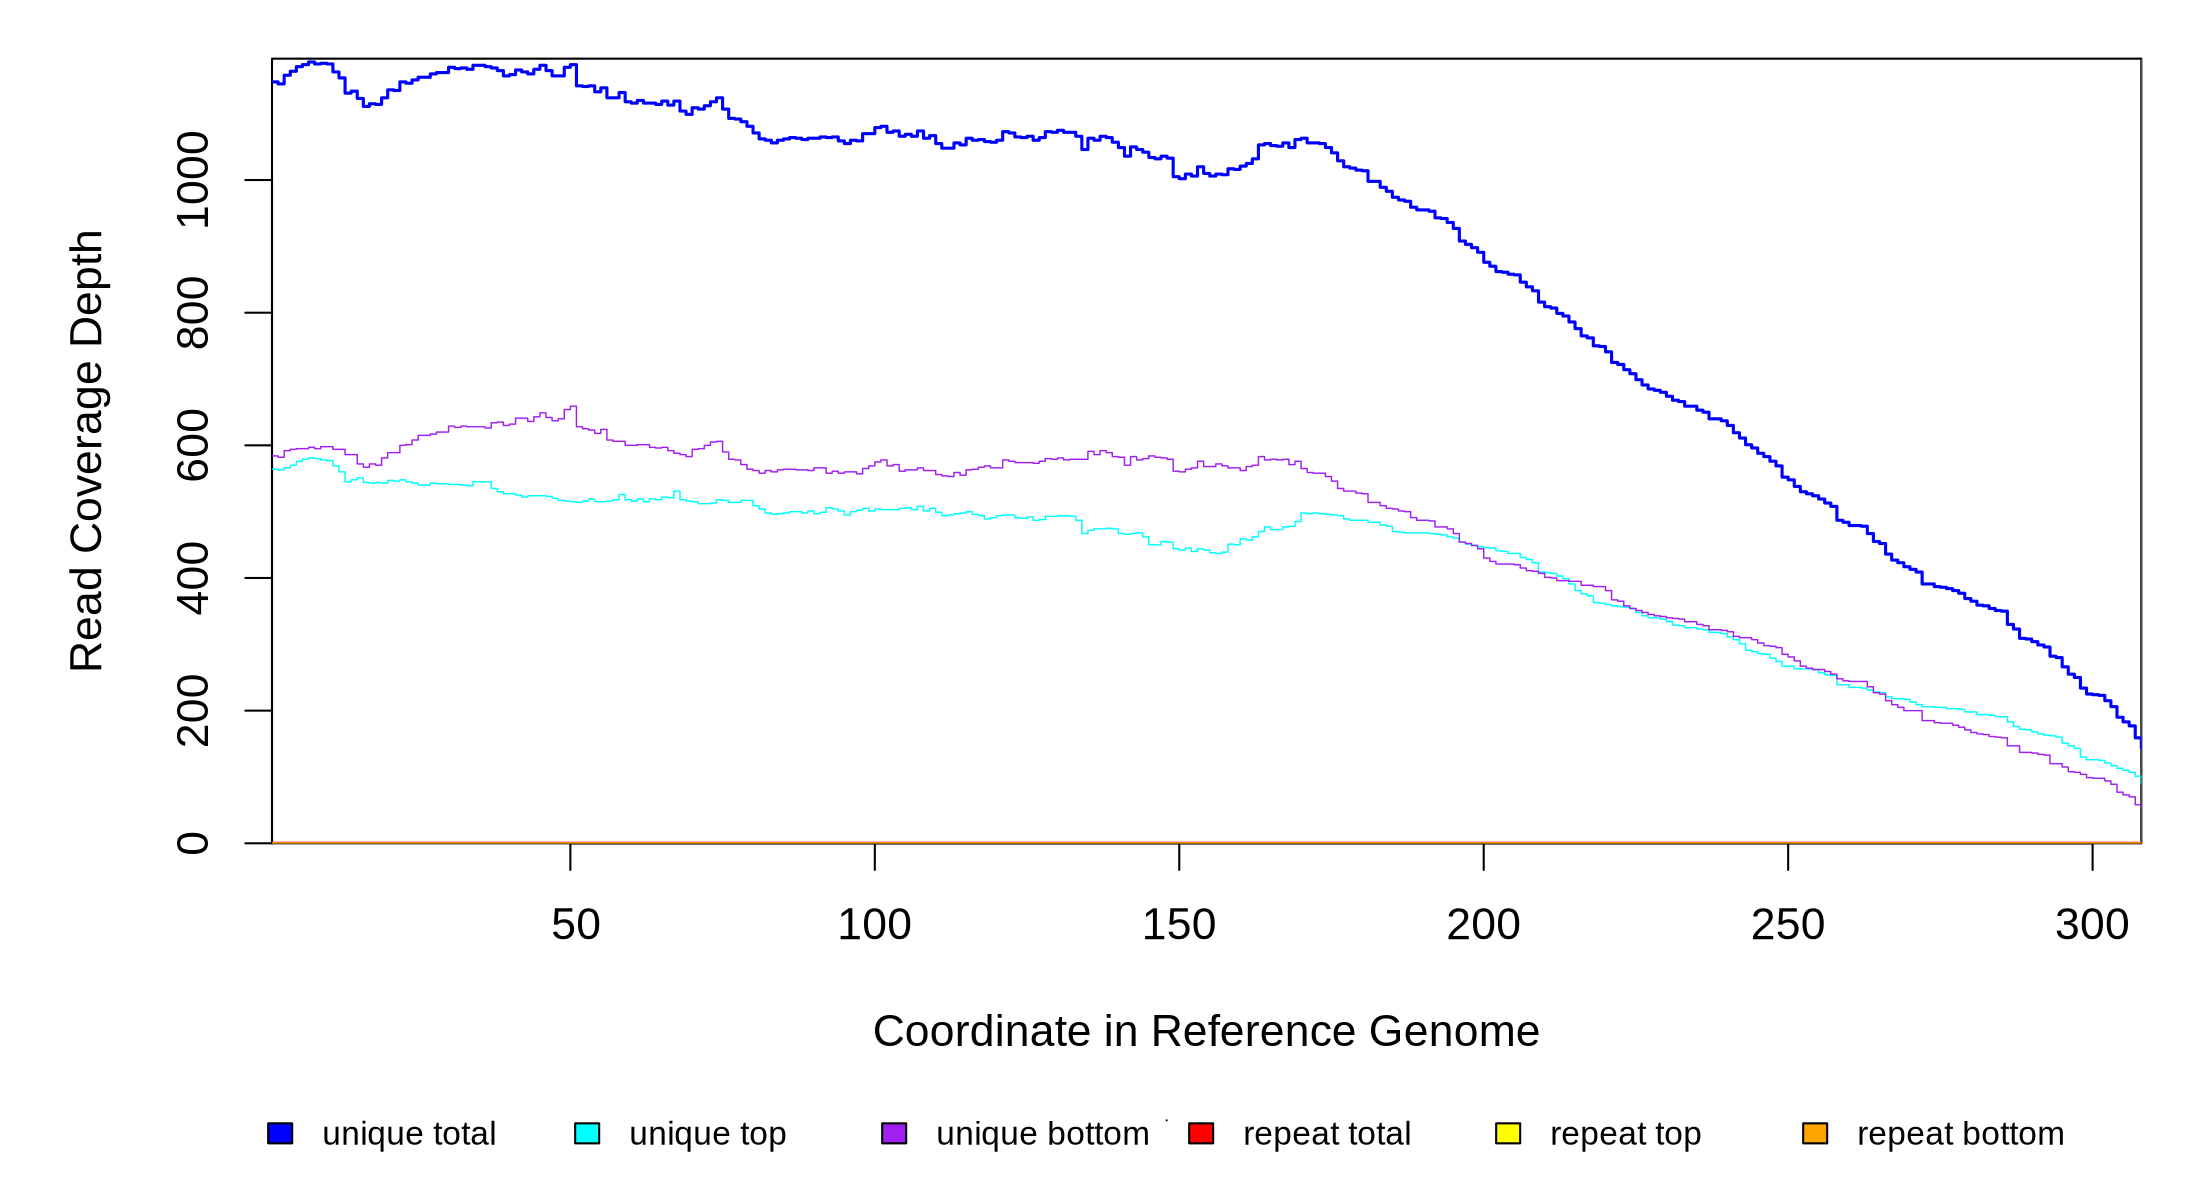 Read Coverage Depth
1000
800
600
400
200
0
50 100 150 200 250 300
Coordinate in Reference Genome
unique total unique top unique bottom repeat total repeat top repeat bottom